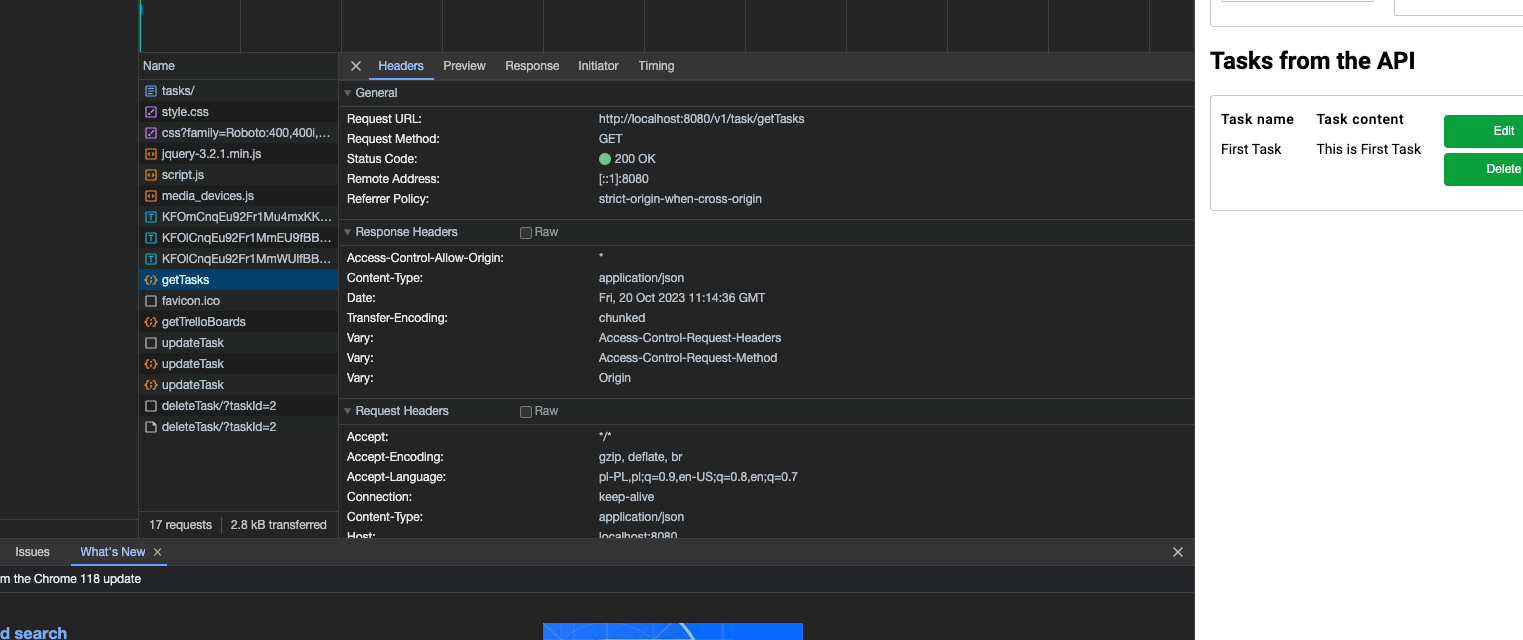 Name
tasks/
style.css
css?family=Roboto:400,400i,...
jquery-3.2.1.min.js
script.js
media_devices.js
KFOmCnqEu92Fr1Mu4mxKK...
KFOlCnqEu92Fr1MmEU9fBB...
KFOlCnqEu92Fr1MmWUlfBB...
getTasks
favicon.ico
getTrelloBoards
updateTask
updateTask
updateTask
deleteTask/?taskId=2
deleteTask/?taskId=2
17 requests 2.8 kB transferred
Headers Preview Response Initiator Timing
General
Request URL: http://localhost:8080/v1/task/getTasks
Request Method: GET
Status Code: 200 OK
Remote Address: [::1]:8080
Referrer Policy: strict-origin-when-cross-origin
Response Headers Raw
Access-Control-Allow-Origin: *
Content-Type: application/json
Date: Fri, 20 Oct 2023 11:14:36 GMT
Transfer-Encoding: chunked
Vary: Access-Control-Request-Headers
Vary: Access-Control-Request-Method
Vary: Origin
Request Headers Raw
Accept: */*
Accept-Encoding: gzip, deflate, br
Accept-Language: pl-PL,pl;q=0.9,en-US;q=0.8,en;q=0.7
Connection: keep-alive
Content-Type: application/json
Host: localhost:8080
Issues What's New
m the Chrome 118 update
d search
Tasks from the API
Task name Task content
Edit
First Task This is First Task
Delete